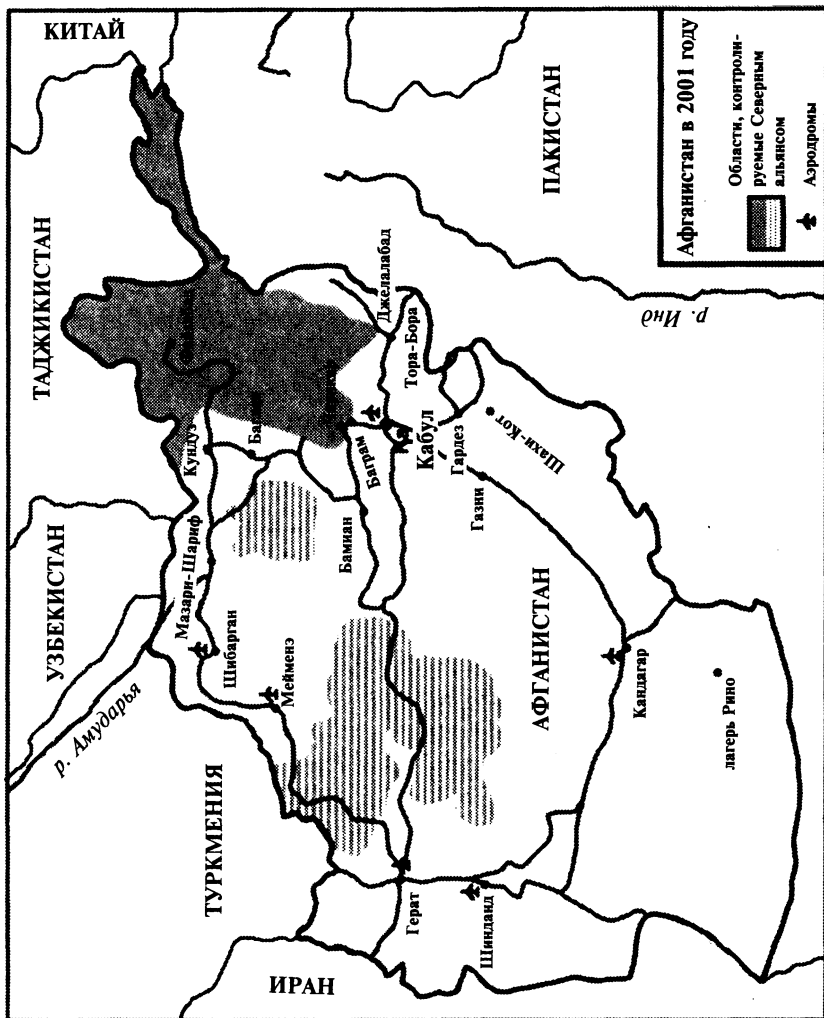 КИТАЙ
ТАДЖИКИСТАН
УЗБЕКИСТАН
р. Амударья
ТУРКМЕНИЯ
ИРАН
ПАКИСТАН
р. Инд
АФГАНИСТАН
Кундуз
Мазари-Шариф
Шибарган
Мейменэ
Баграм
Бамиан
Джелалабад
Тора-Бора
Кабул
Гардез
Газни
Шахи-Кот
Герат
Шинданд
Кандагар
лагерь Рино
Афганистан в 2001 году
Области, контроли-
руемые Северным
альянсом
Аэродромы